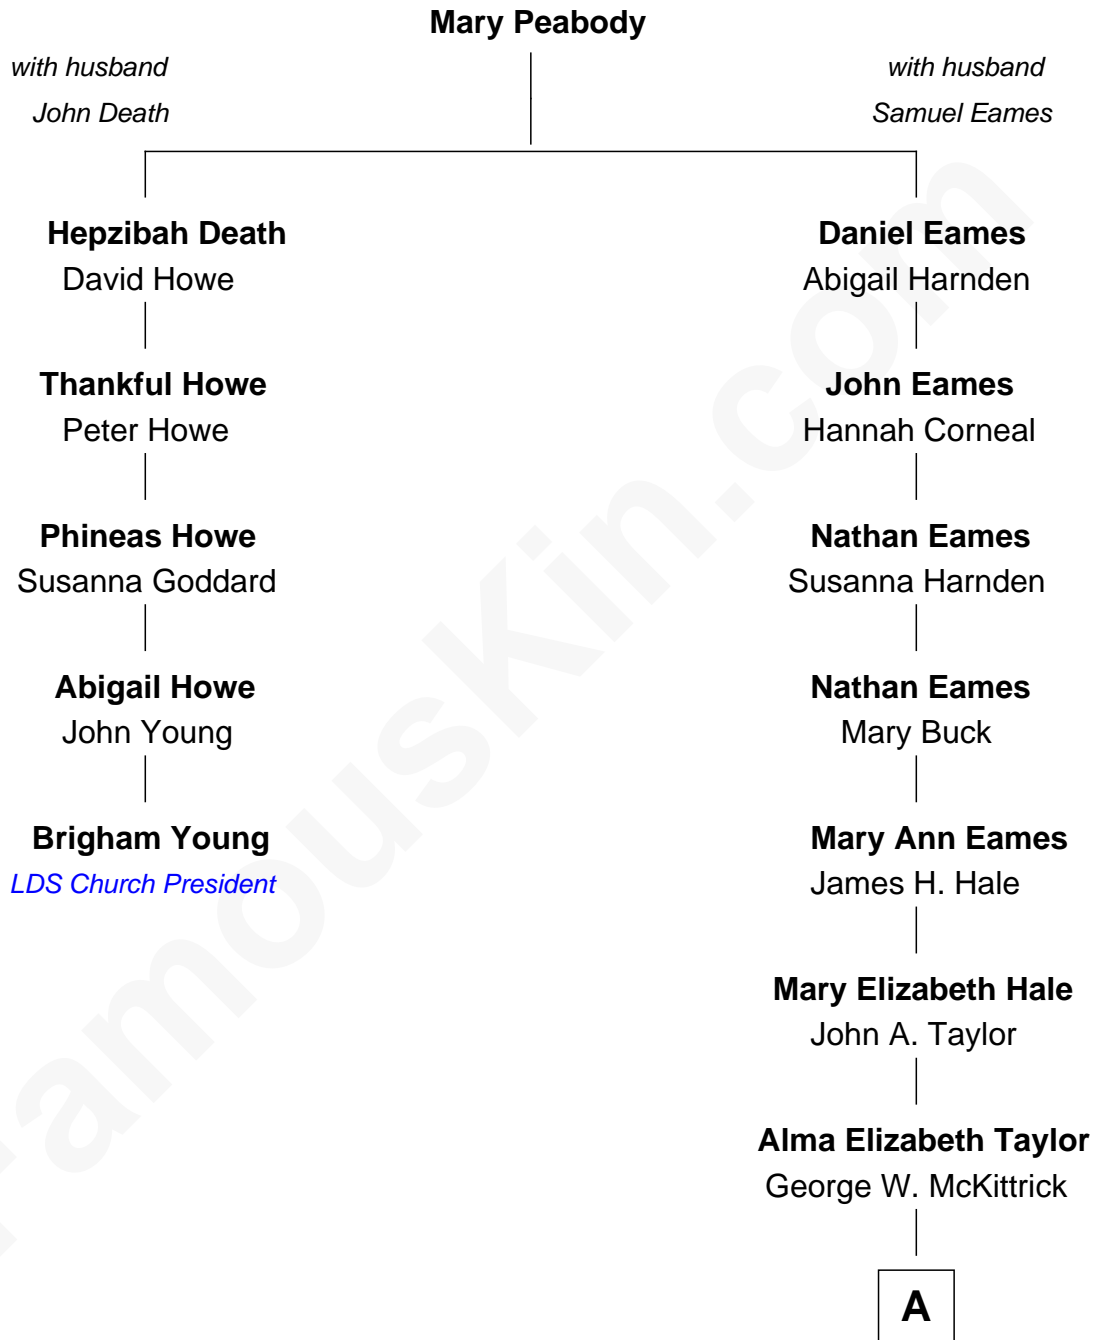 Mary Peabody
with husband
John Death
with husband
Samuel Eames
Hepzibah Death
David Howe
Daniel Eames
Abigail Harnden
Thankful Howe
Peter Howe
John Eames
Hannah Corneal
Phineas Howe
Susanna Goddard
Nathan Eames
Susanna Harnden
Abigail Howe
John Young
Nathan Eames
Mary Buck
Brigham Young
LDS Church President
Mary Ann Eames
James H. Hale
Mary Elizabeth Hale
John A. Taylor
Alma Elizabeth Taylor
George W. McKittrick
A
FamousKin.com